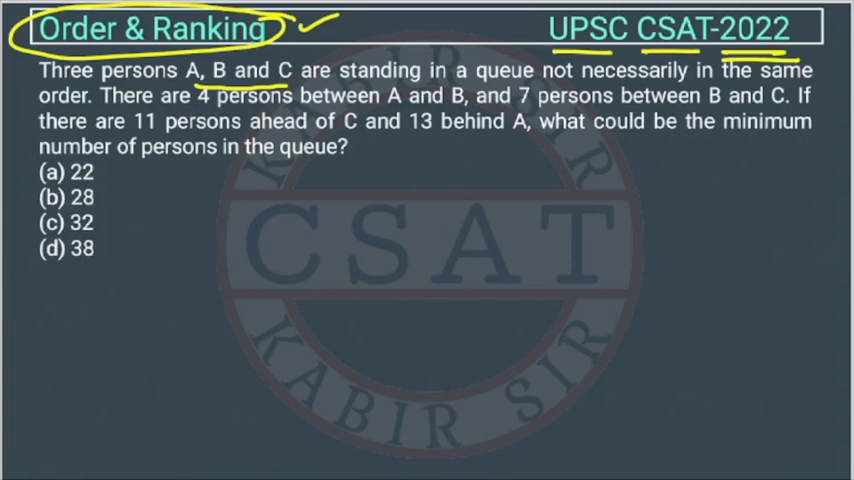 Order & Ranking
UPSC CSAT-2022
Three persons A, B and C are standing in a queue not necessarily in the same
order. There are 4 persons between A and B, and 7 persons between B and C. If
there are 11 persons ahead of C and 13 behind A, what could be the minimum
number of persons in the queue?
(a) 22
(b) 28
(c) 32
(d) 38
KABIR SIR
CSAT
KABIR SIR